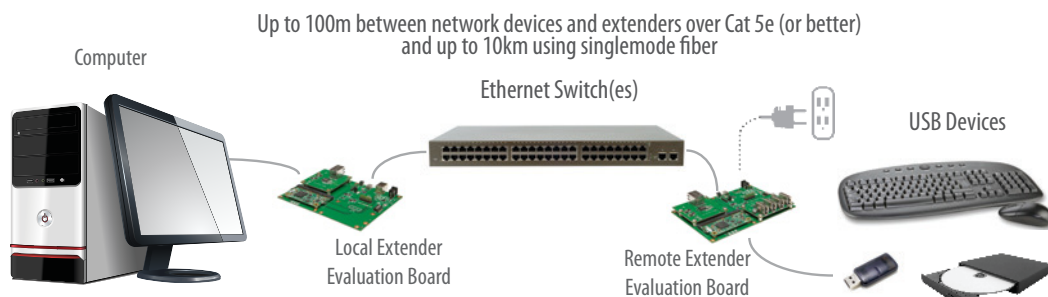 Up to 100m between network devices and extenders over Cat 5e (or better)
and up to 10km using singlemode fiber
Computer
Ethernet Switch(es)
USB Devices
Local Extender
Evaluation Board
Remote Extender
Evaluation Board